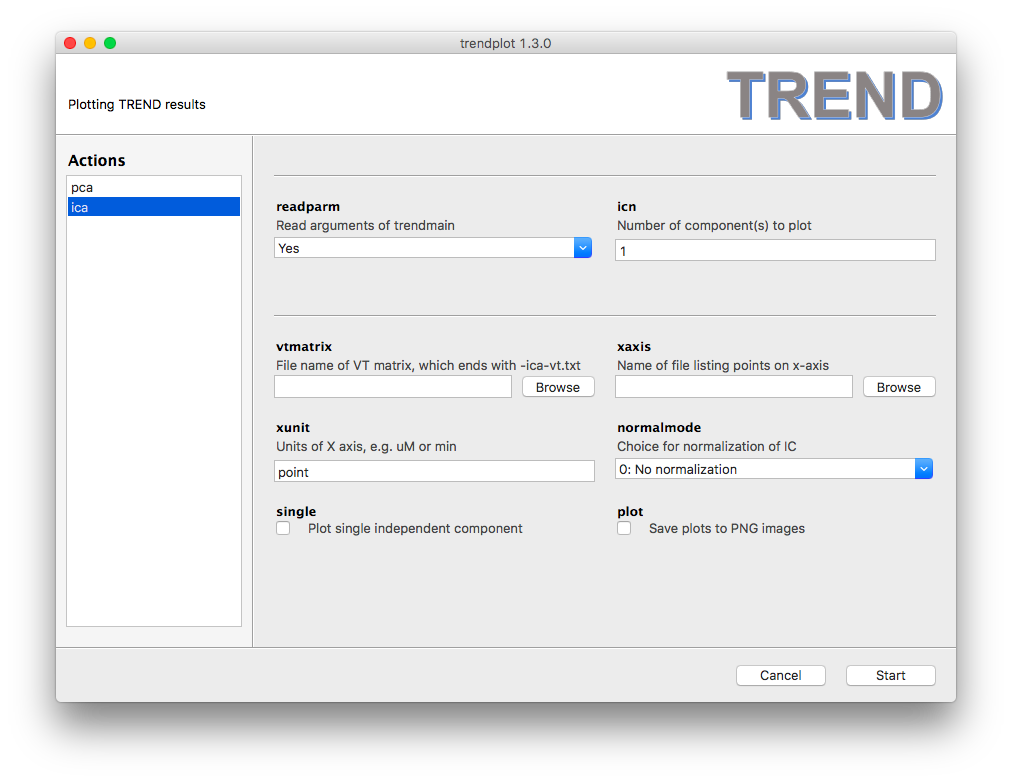 trendplot 1.3.0
Plotting TREND results
TREND
Actions
pca
ica
readparm
Read arguments of trendmain
Yes
icn
Number of component(s) to plot
1
vtmatrix
File name of VT matrix, which ends with -ica-vt.txt
Browse
xaxis
Name of file listing points on x-axis
Browse
xunit
Units of X axis, e.g. uM or min
point
normalmode
Choice for normalization of IC
0: No normalization
single
Plot single independent component
plot
Save plots to PNG images
Cancel
Start